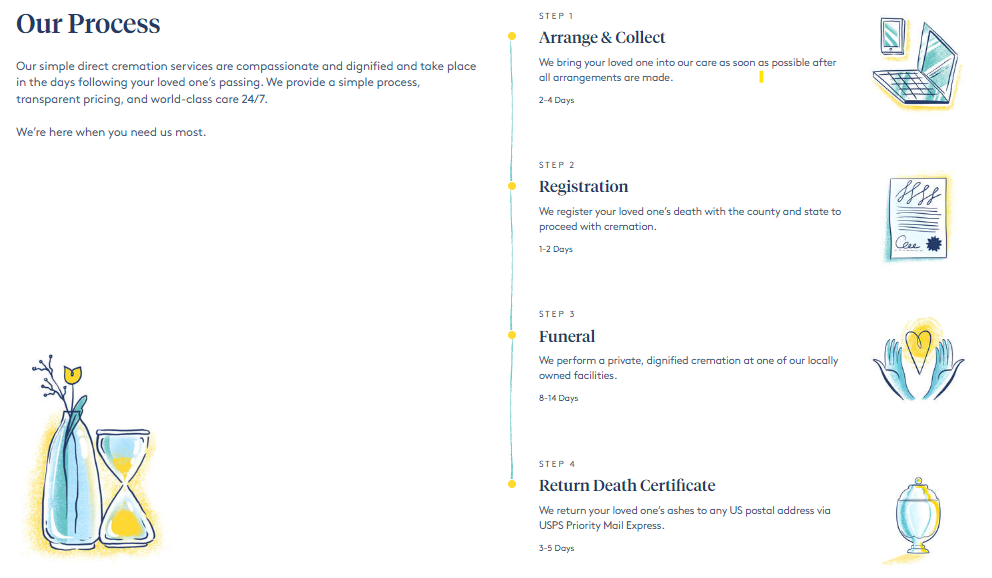 Our Process
Our simple direct cremation services are compassionate and dignified and take place
in the days following your loved one's passing. We provide a simple process,
transparent pricing, and world-class care 24/7.
We're here when you need us most.
STEP 1
Arrange & Collect
We bring your loved one into our care as soon as possible after
all arrangements are made.
2-4 Days
STEP 2
Registration
We register your loved one's death with the county and state to
proceed with cremation.
1-2 Days
STEP 3
Funeral
We perform a private, dignified cremation at one of our locally
owned facilities.
8-14 Days
STEP 4
Return Death Certificate
We return your loved one's ashes to any US postal address via
USPS Priority Mail Express.
3-5 Days